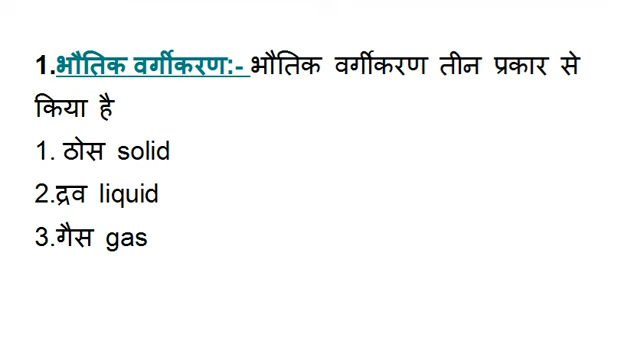 1.भौतिक वर्गीकरण:- भौतिक वर्गीकरण तीन प्रकार से
किया है
1. ठोस solid
2.द्रव liquid
3.गैस gas